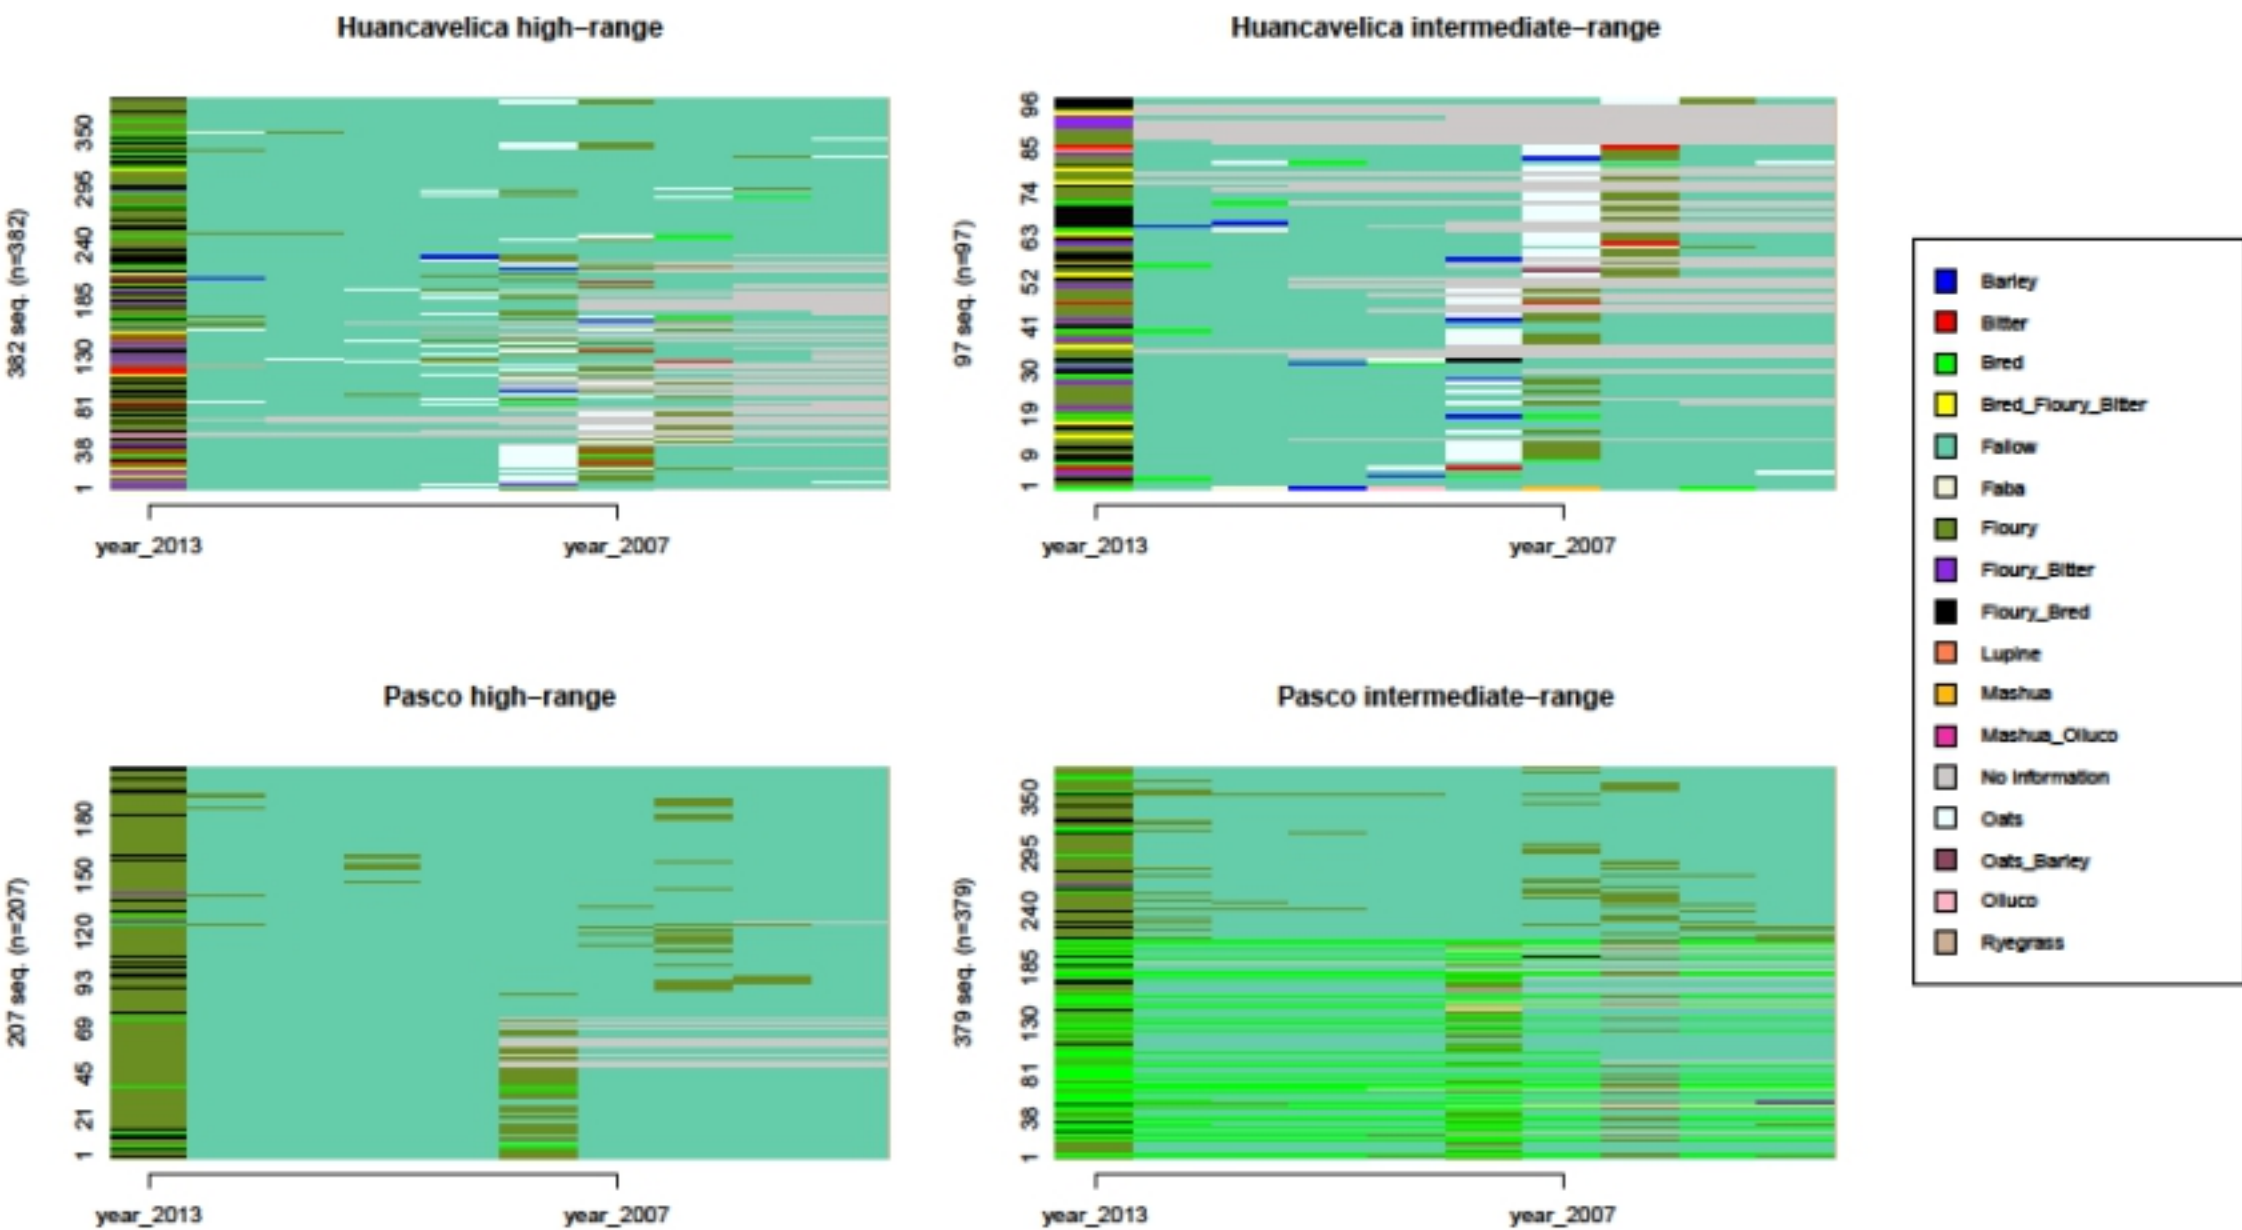 Huancavelica high–range
Huancavelica intermediate–range
382 seq. (n=382)
1 38 81 130 185 240 295 350
year_2013 year_2007
97 seq. (n=97)
1 9 19 30 41 52 63 74 85 96
year_2013 year_2007
Pasco high–range
Pasco intermediate–range
207 seq. (n=207)
1 21 45 69 93 120 150 180
year_2013 year_2007
379 seq. (n=379)
1 38 81 130 185 240 295 350
year_2013 year_2007
Barley
Bitter
Bred
Bred_Floury_Bitter
Fallow
Faba
Floury
Floury_Bitter
Floury_Bred
Lupine
Mashua
Mashua_Olluco
No Information
Oats
Oats_Barley
Olluco
Ryegrass